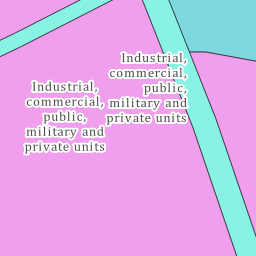 Industrial,
commercial,
public,
military and
private units
Industrial,
commercial,
public,
military and
private units